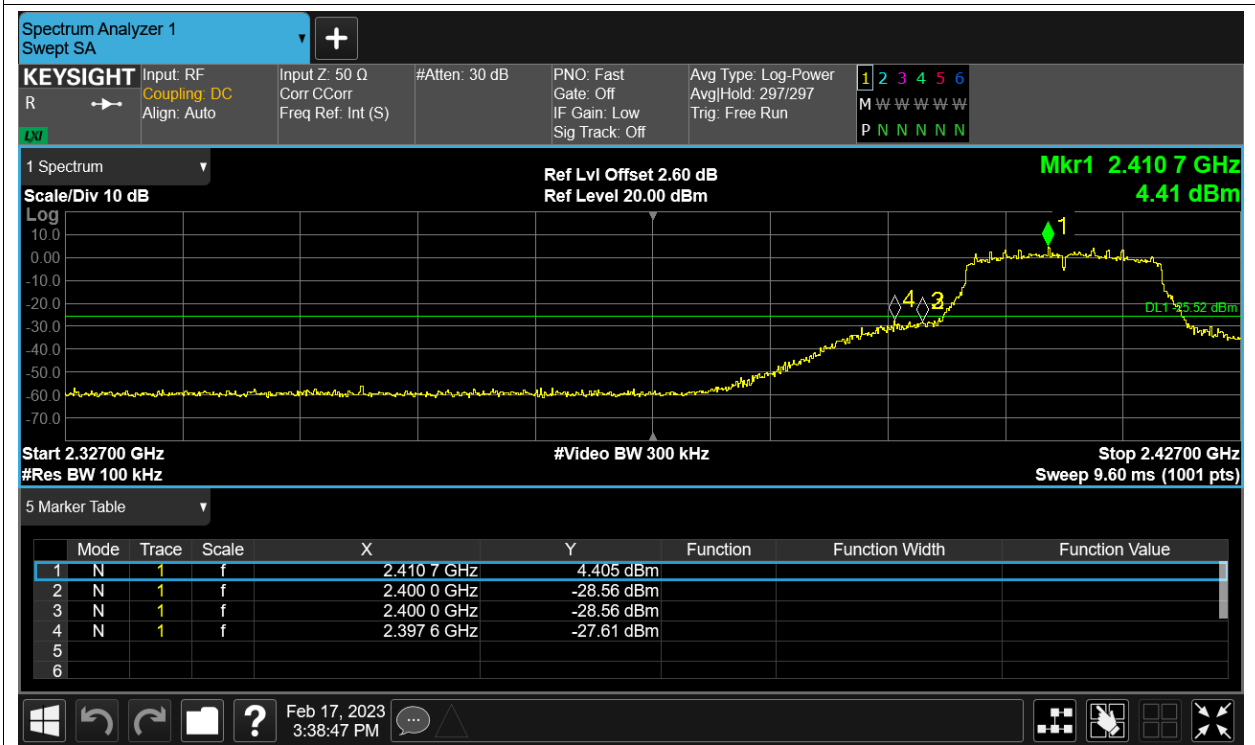 Spectrum Analyzer 1
Swept SA
+
KEYSIGHT
R
LXI
Input: RF
Coupling: DC
Align: Auto
Input Z: 50 Ω
Corr CCorr
Freq Ref: Int (S)
#Atten: 30 dB
PNO: Fast
Gate: Off
IF Gain: Low
Sig Track: Off
Avg Type: Log-Power
Avg|Hold: 297/297
Trig: Free Run
1 2 3 4 5 6
M W W W W W
P N N N N N
1 Spectrum
Scale/Div 10 dB
Ref Lvl Offset 2.60 dB
Ref Level 20.00 dBm
Mkr1 2.410 7 GHz
4.41 dBm
Log
10.0
0.00
-10.0
-20.0
-30.0
-40.0
-50.0
-60.0
-70.0
1
4
DL1 -25.52 dBm
Start 2.32700 GHz
#Res BW 100 kHz
#Video BW 300 kHz
Stop 2.42700 GHz
Sweep 9.60 ms (1001 pts)
5 Marker Table
Mode Trace Scale X Y Function Function Width Function Value
1 N 1 f 2.410 7 GHz 4.405 dBm
2 N 1 f 2.400 0 GHz -28.56 dBm
3 N 1 f 2.400 0 GHz -28.56 dBm
4 N 1 f 2.397 6 GHz -27.61 dBm
5
6
?
Feb 17, 2023
3:38:47 PM